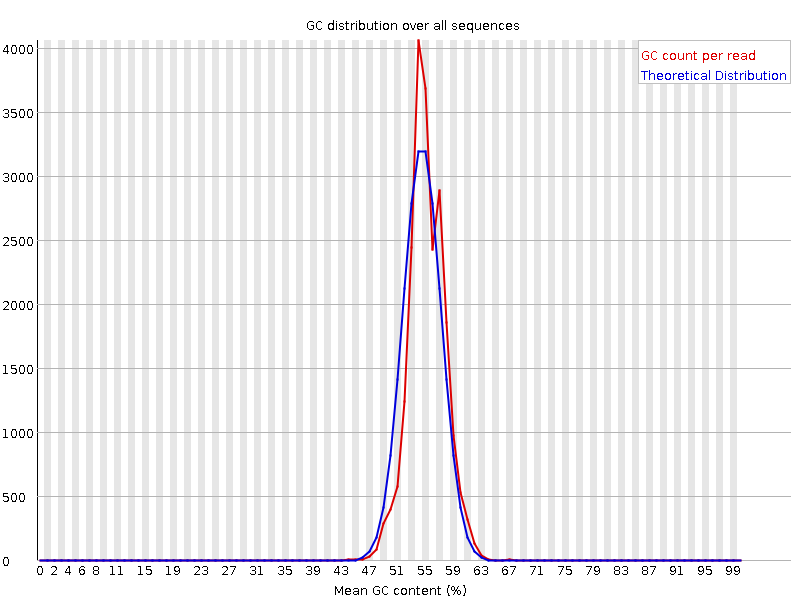 GC distribution over all sequences
GC count per read
Theoretical Distribution
4000
3500
3000
2500
2000
1500
1000
500
0
0 2 4 6 8 11 15 19 23 27 31 35 39 43 47 51 55 59 63 67 71 75 79 83 87 91 95 99
Mean GC content (%)